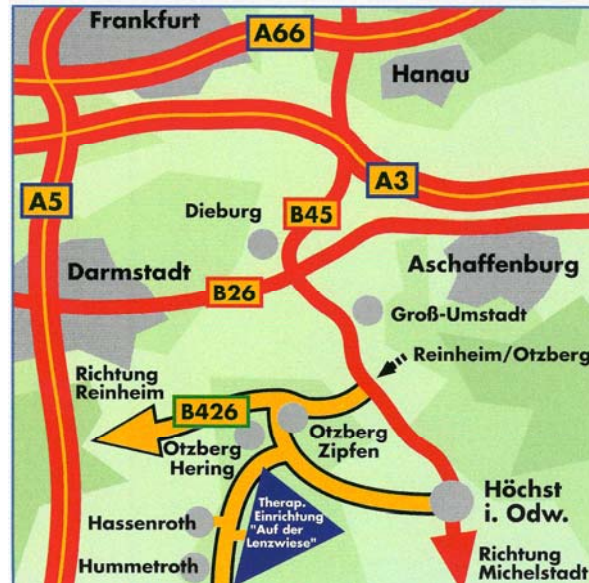 Frankfurt
A66
Hanau
A5
A3
Dieburg
B45
Darmstadt
B26
Aschaffenburg
Groß-Umstadt
Reinheim/Otzberg
Richtung
Reinheim
B426
Otzberg
Hering
Otzberg
Zipfen
Therap.
Einrichtung
"Auf der
Lenzwiese"
Höchst
i. Odw.
Hassenroth
Hummetroth
Richtung
Michelstadt